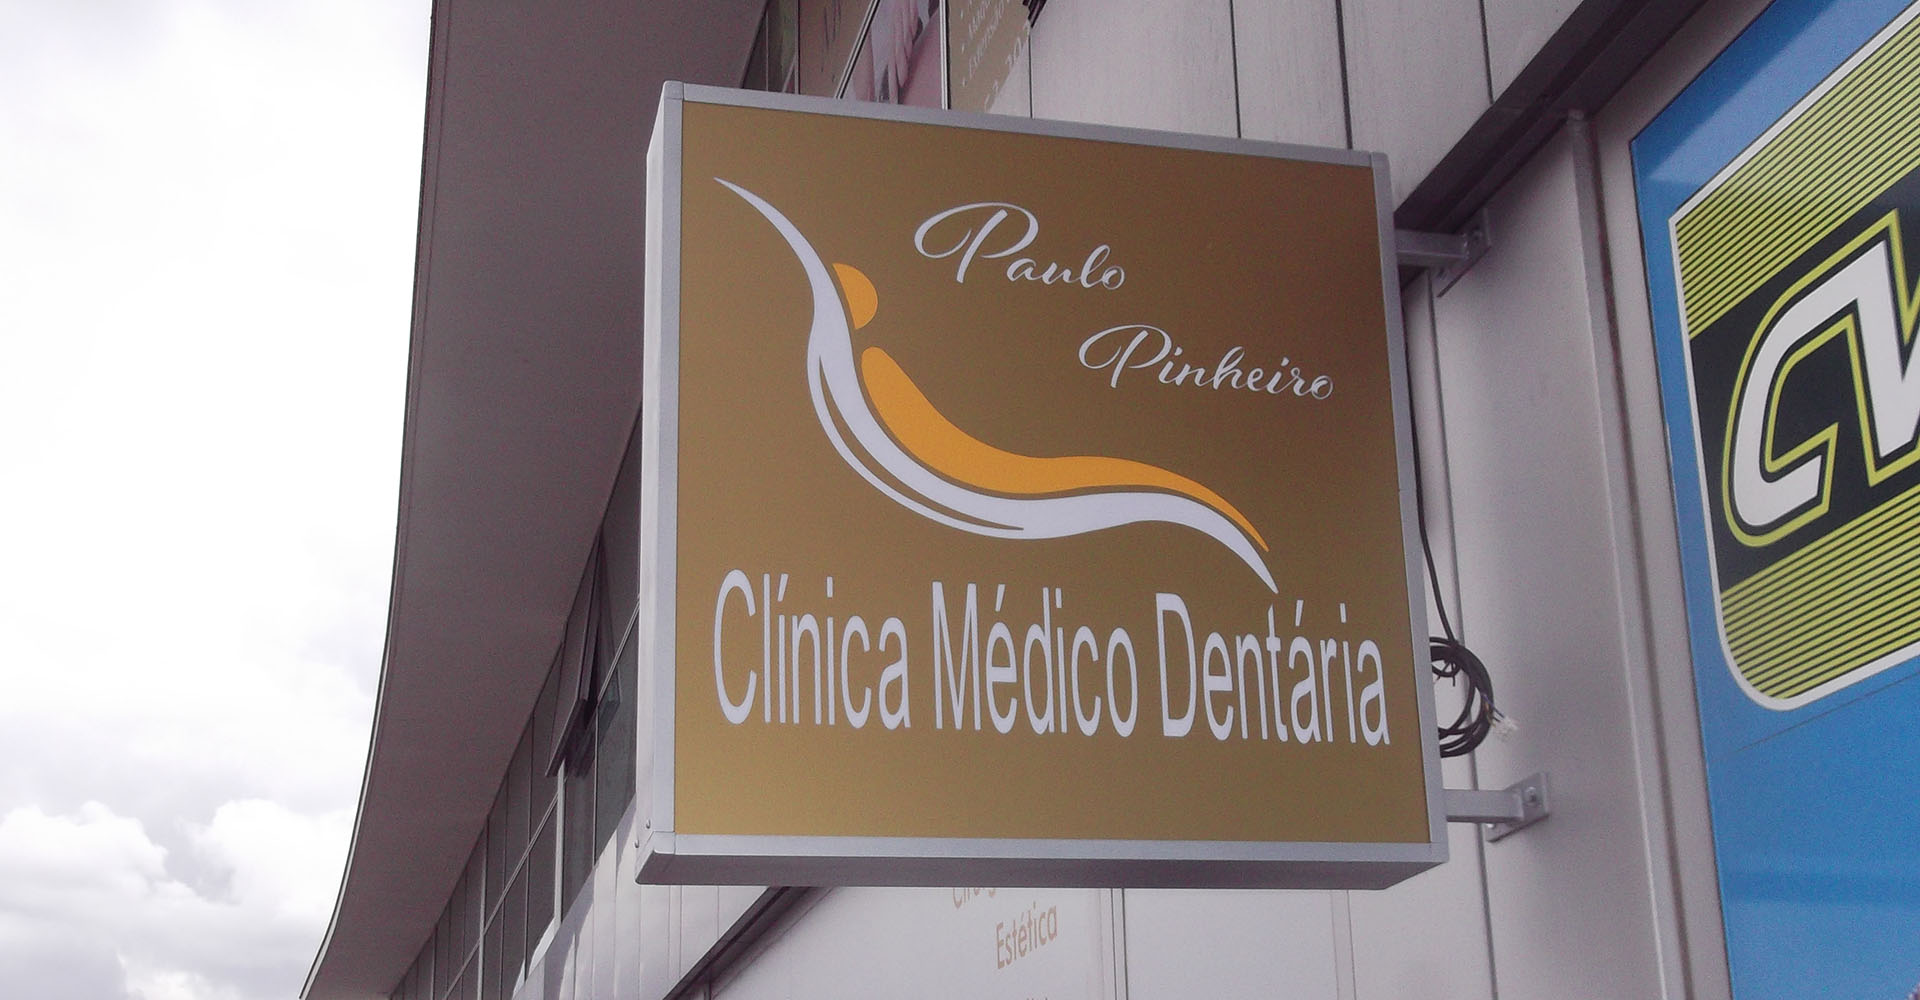 Paulo
Pinheiro
Clínica Médico Dentária
Estética